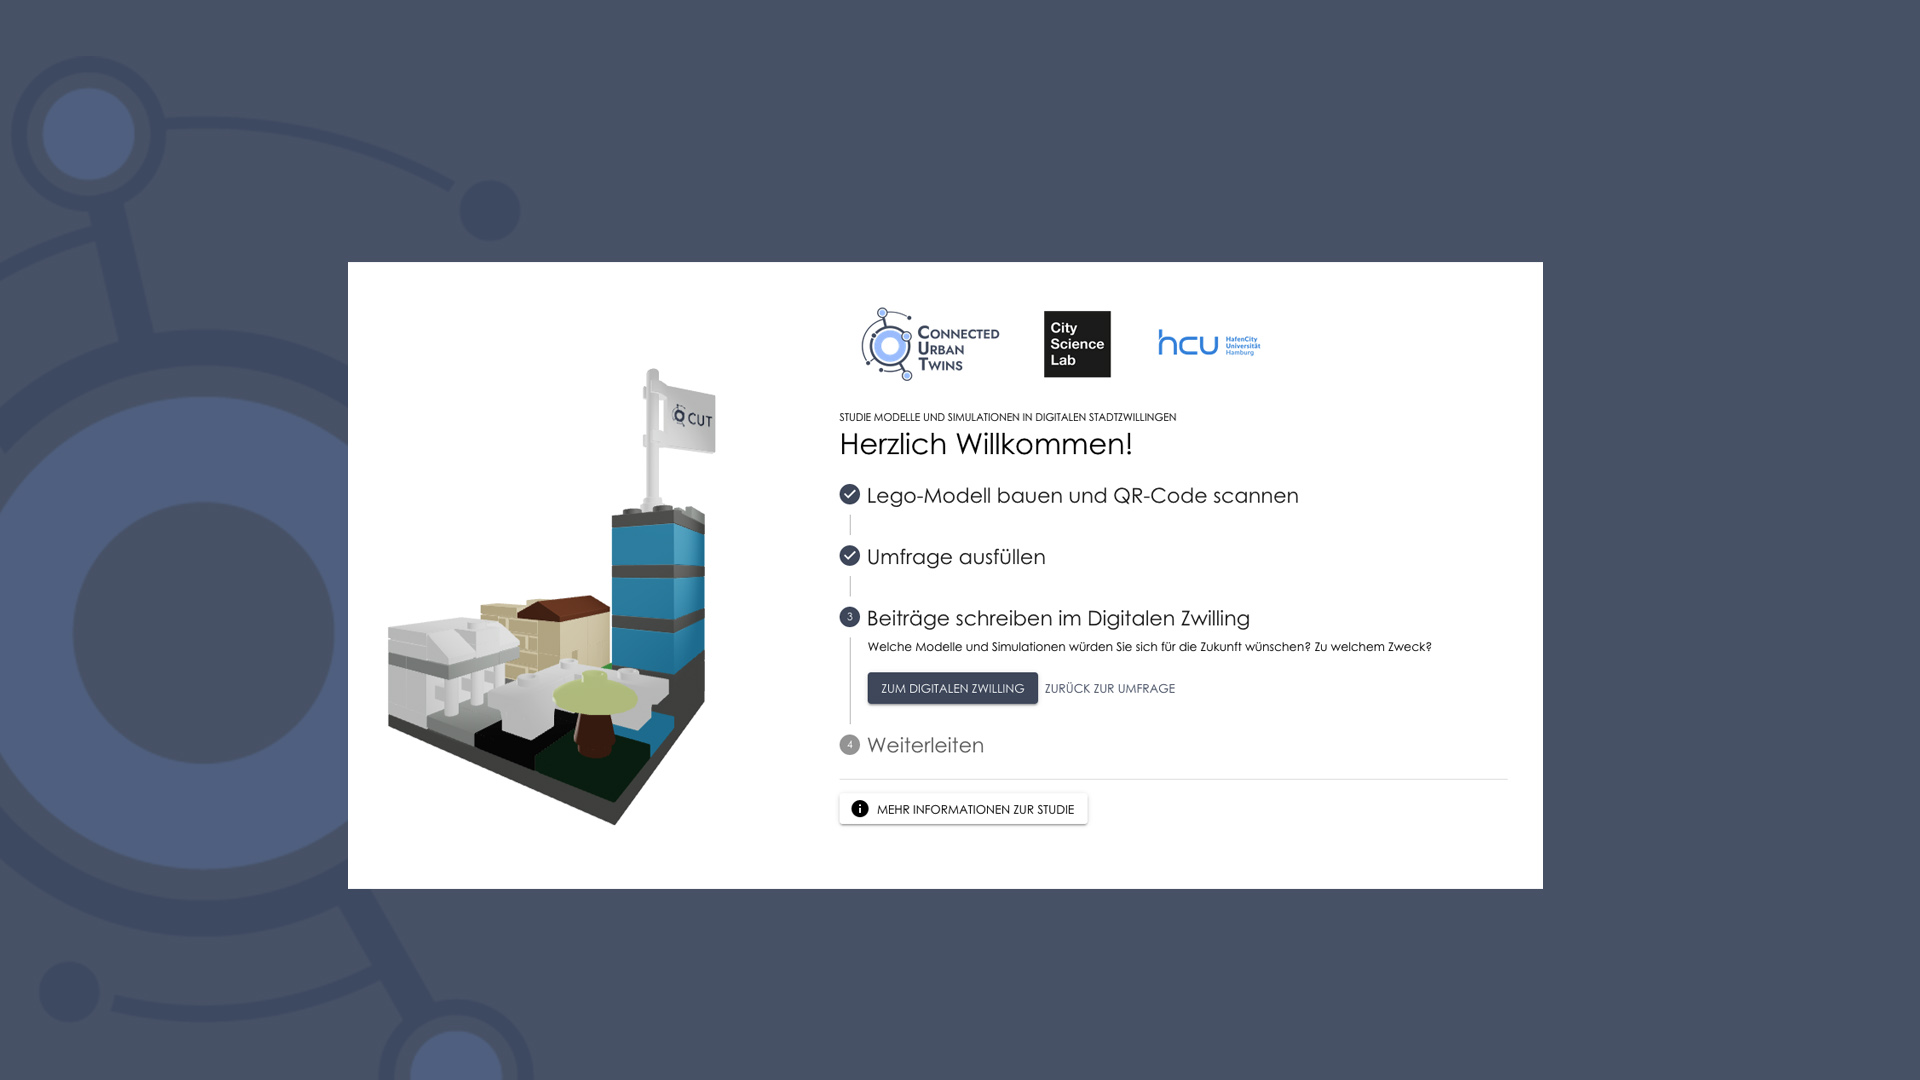 CONNECTED
URBAN
TWINS
City
Science
Lab
hcu
HafenCity
Universität
Hamburg
CUT
STUDIE MODELLE UND SIMULATIONEN IN DIGITALEN STADTZWILLINGEN
Herzlich Willkommen!
Lego-Modell bauen und QR-Code scannen
Umfrage ausfüllen
3 Beiträge schreiben im Digitalen Zwilling
Welche Modelle und Simulationen würden Sie sich für die Zukunft wünschen? Zu welchem Zweck?
ZUM DIGITALEN ZWILLING ZURÜCK ZUR UMFRAGE
4 Weiterleiten
MEHR INFORMATIONEN ZUR STUDIE